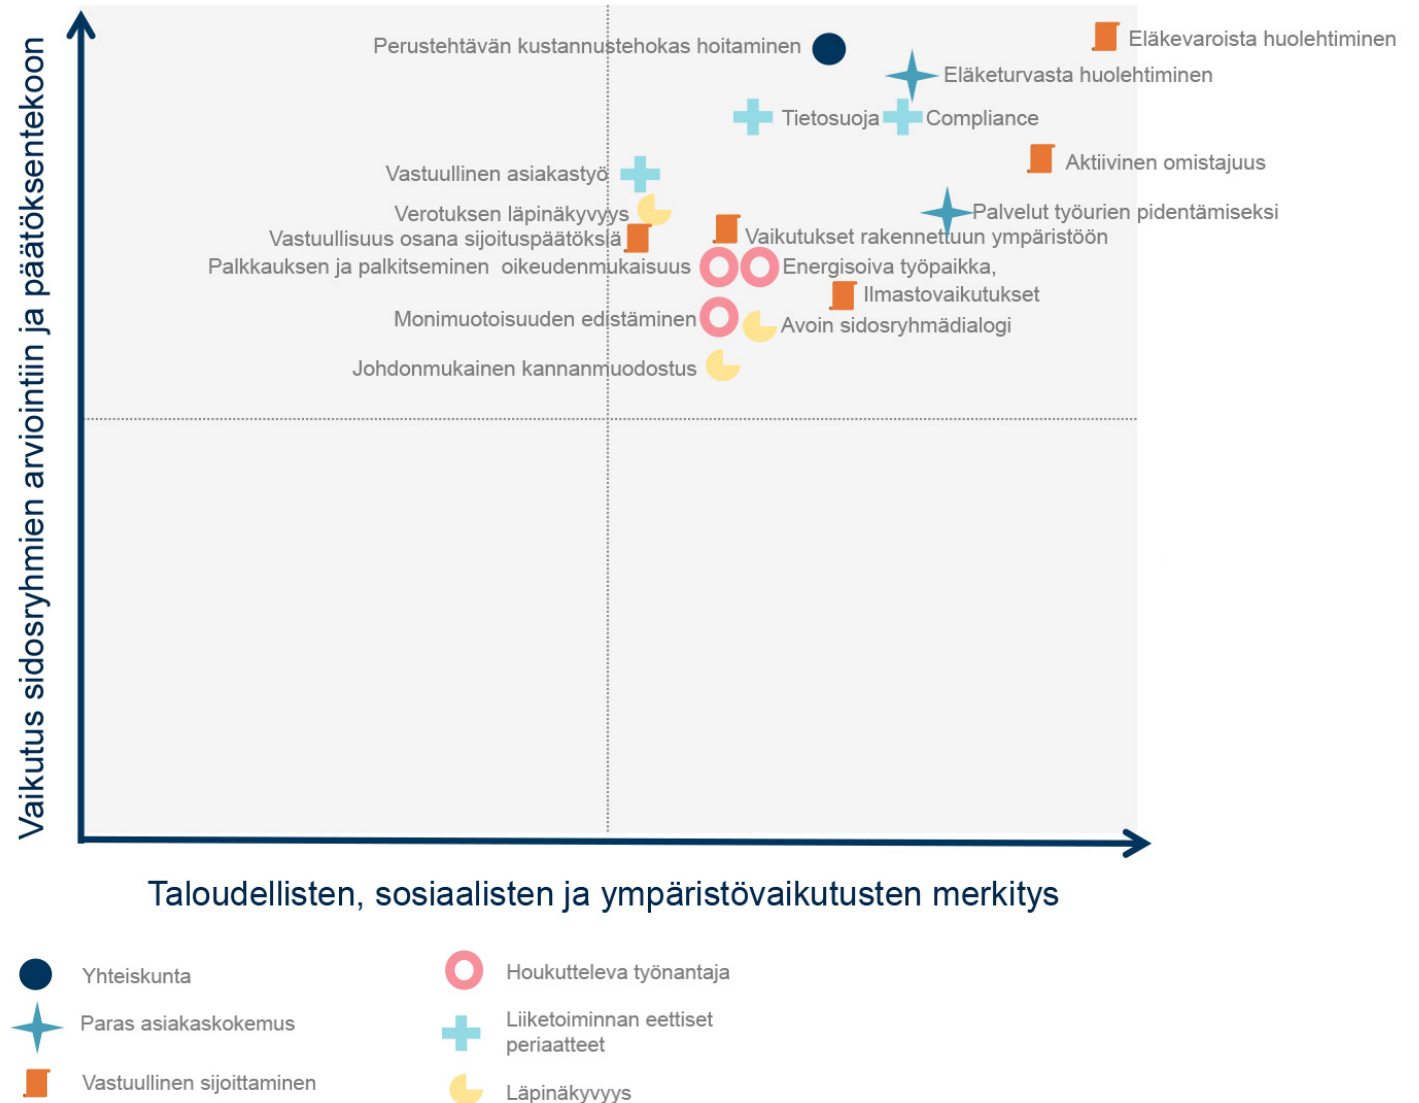 Vaikutus sidosryhmien arviointiin ja päätöksentekoon
Perustehtävän kustannustehokas hoitaminen
Eläkevaroista huolehtiminen
Eläketurvasta huolehtiminen
Tietosuoja
Compliance
Aktiivinen omistajuus
Vastuullinen asiakastyö
Verotuksen läpinäkyvyys
Palvelut työurien pidentämiseksi
Vastuullisuus osana sijoituspäätöksiä
Vaikutukset rakennettuun ympäristöön
Palkkauksen ja palkitseminen oikeudenmukaisuus
Energisoiva työpaikka,
Ilmastovaikutukset
Monimuotoisuuden edistäminen
Avoin sidosryhmädialogi
Johdonmukainen kannanmuodostus
Taloudellisten, sosiaalisten ja ympäristövaikutusten merkitys
Yhteiskunta
Paras asiakaskokemus
Vastuullinen sijoittaminen
Houkutteleva työnantaja
Liiketoiminnan eettiset
periaatteet
Läpinäkyvyys